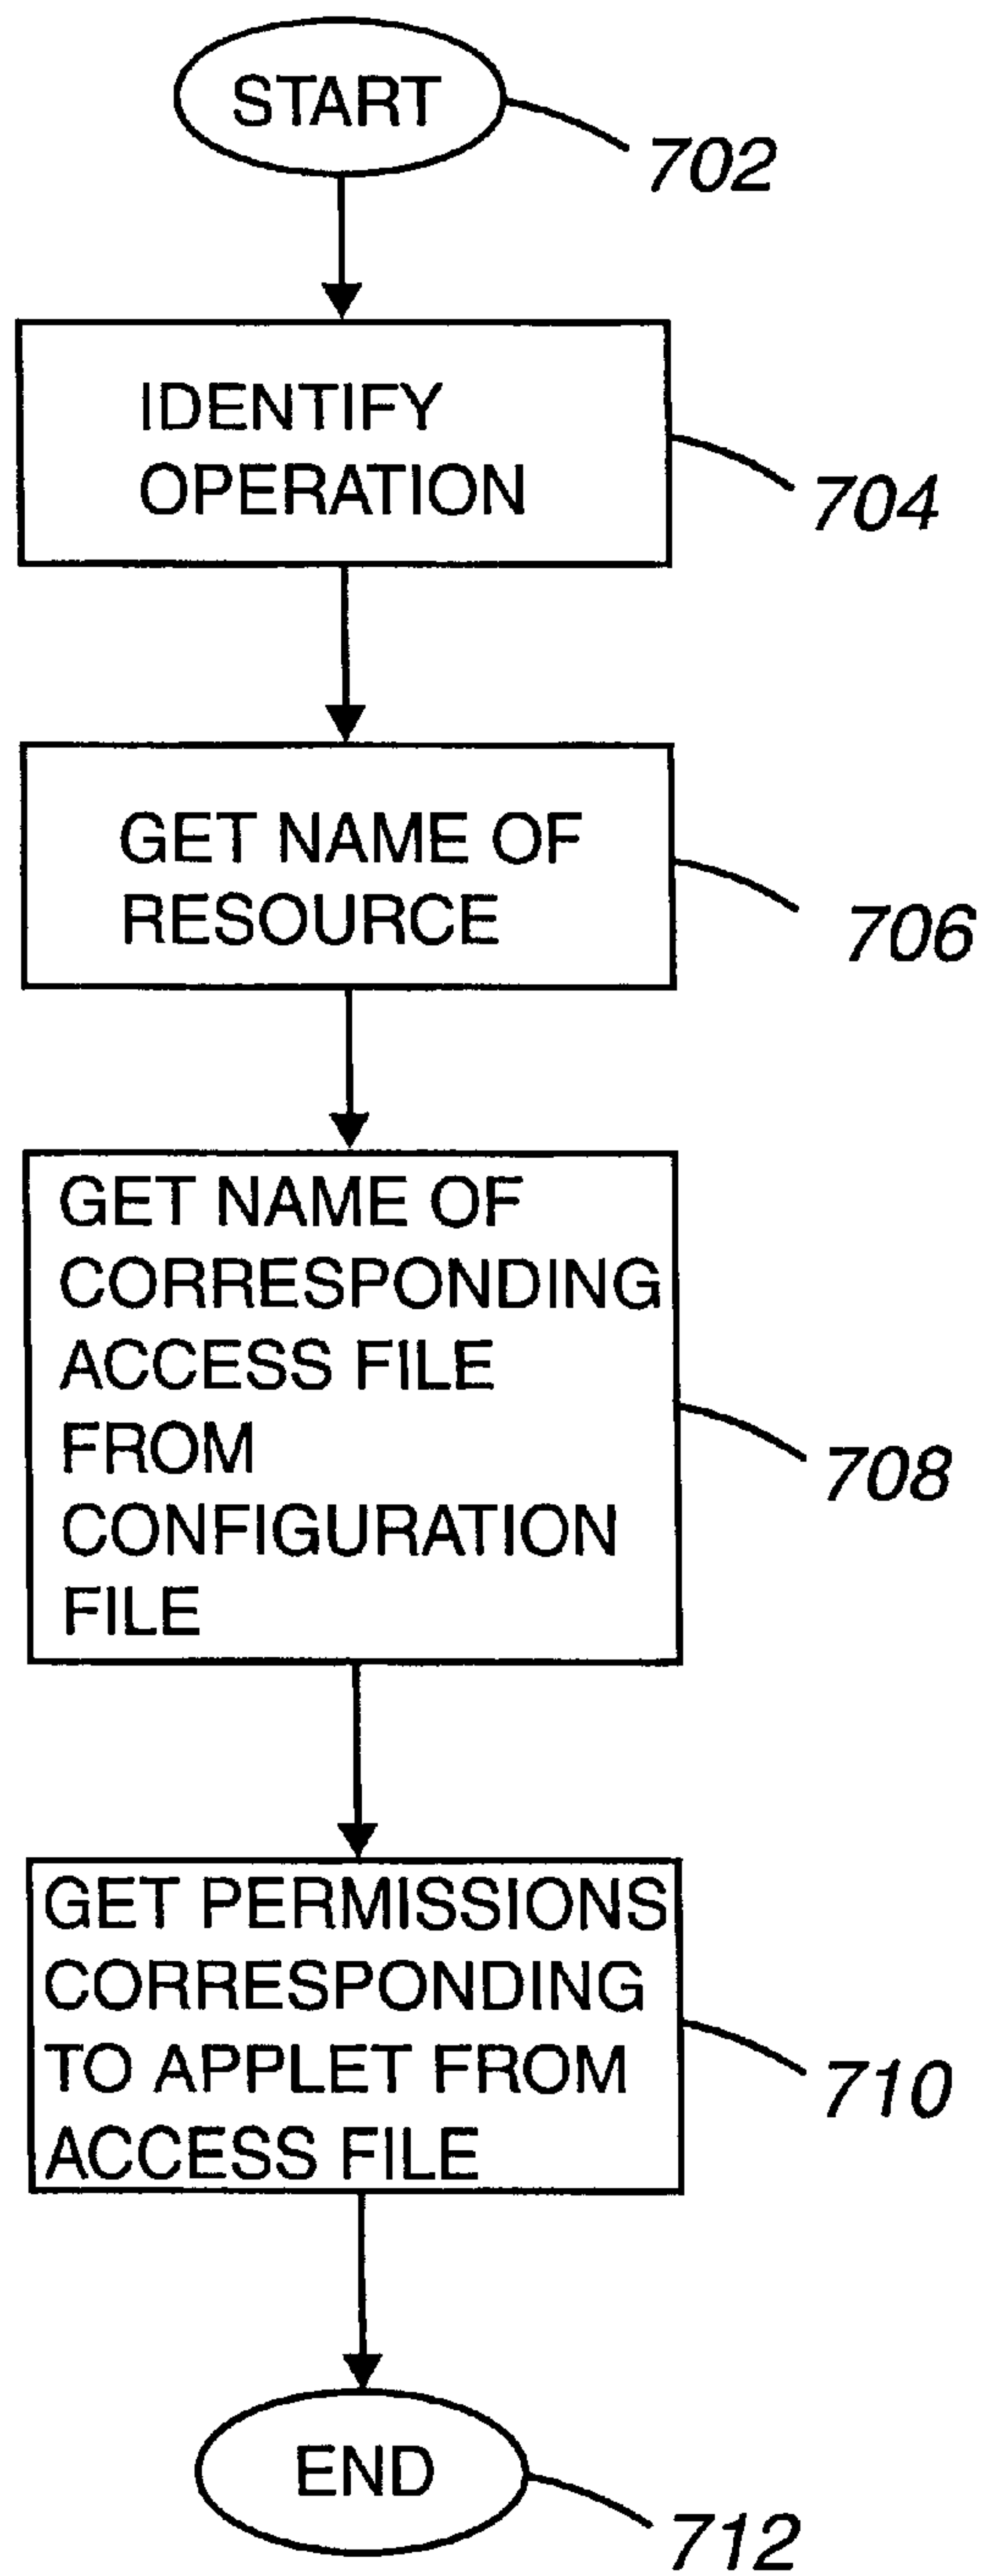 START
702
IDENTIFY
OPERATION
704
GET NAME OF
RESOURCE
706
GET NAME OF
CORRESPONDING
ACCESS FILE
FROM
CONFIGURATION
FILE
708
GET PERMISSIONS
CORRESPONDING
TO APPLET FROM
ACCESS FILE
710
END
712